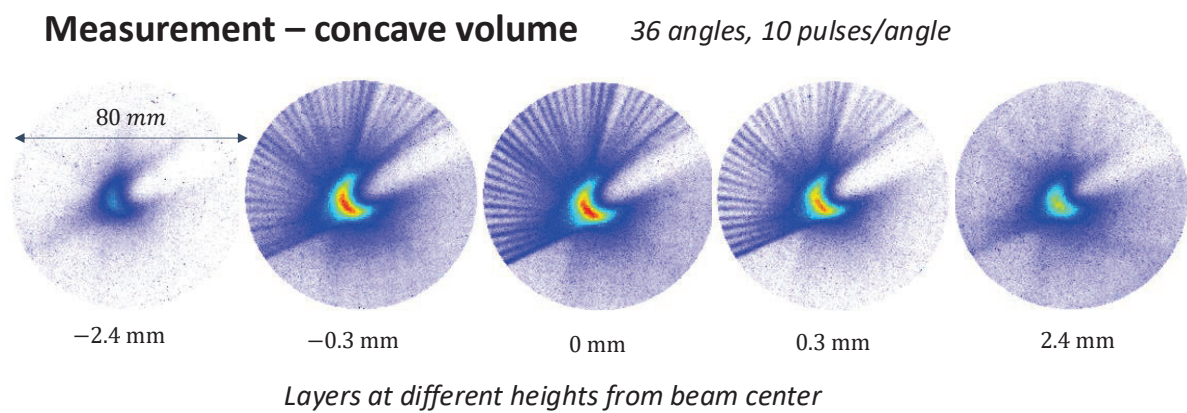 Measurement – concave volume 36 angles, 10 pulses/angle
80 mm
−2.4 mm −0.3 mm 0 mm 0.3 mm 2.4 mm
Layers at different heights from beam center